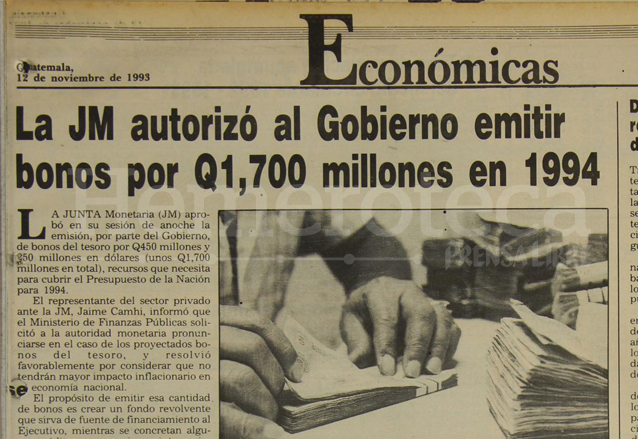 Guatemala,
12 de noviembre de 1993
Económicas
La JM autorizó al Gobierno emitir
bonos por Q1,700 millones en 1994
LA JUNTA Monetaria (JM) apro-
bó en su sesión de anoche la
emisión, por parte del Gobierno,
de bonos del tesoro por Q450 millones y
$50 millones en dólares (unos Q1,700
millones en total), recursos que necesita
para cubrir el Presupuesto de la Nación
para 1994.
El representante del sector privado
ante la JM, Jaime Camhi, informó que
el Ministerio de Finanzas Públicas solici-
tó a la autoridad monetaria pronun-
ciarse en el caso de los proyectados bo-
nos del tesoro, y resolvió
favorablemente por considerar que no
tendrán mayor impacto inflacionario en
economía nacional.
El propósito de emitir esa cantidad
de bonos es crear un fondo revolvente
que sirva de fuente de financiamiento al
Ejecutivo, mientras se concretan algu-
Hemeroteca
PRENSA LIBRE